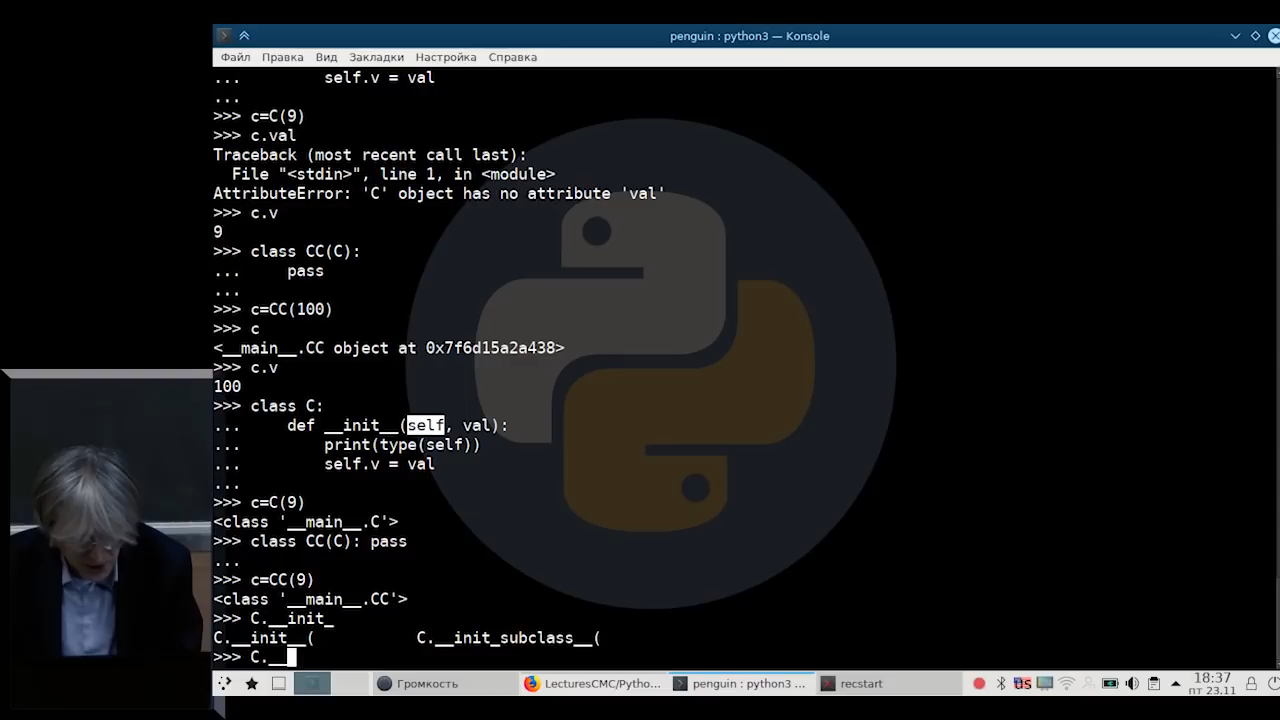 penguin : python3 — Konsole
Файл Правка Вид Закладки Настройка Справка
... self.v = val
...
>>> c=C(9)
>>> c.val
Traceback (most recent call last):
File "<stdin>", line 1, in <module>
AttributeError: 'C' object has no attribute 'val'
>>> c.v
9
>>> class CC(C):
... pass
...
>>> c=CC(100)
>>> c
<__main__.CC object at 0x7f6d15a2a438>
>>> c.v
100
>>> class C:
... def __init__(self, val):
... print(type(self))
... self.v = val
...
>>> c=C(9)
<class '__main__.C'>
>>> class CC(C): pass
...
>>> c=CC(9)
<class '__main__.CC'>
>>> C.__init_
C.__init__( C.__init_subclass__(
>>> C.__
Громкость LecturesCMC/Pytho... penguin : python3 ... recstart us 18:37
пт 23.11